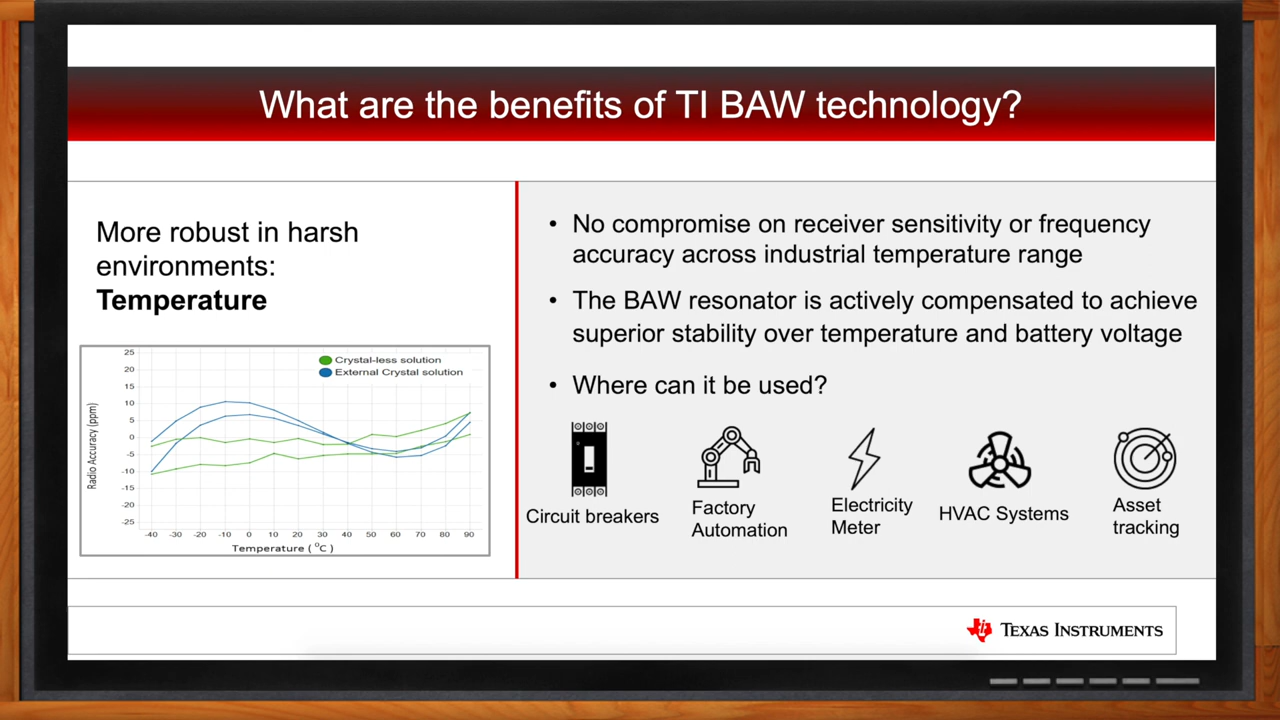 What are the benefits of TI BAW technology?
More robust in harsh
environments:
Temperature
25
20
15
10
5
0
-5
-10
-15
-20
-25
Radio Accuracy (ppm)
Crystal-less solution
External Crystal solution
-40 -30 -20 -10 0 10 20 30 40 50 60 70 80 90
Temperature ( °C )
• No compromise on receiver sensitivity or frequency
accuracy across industrial temperature range
• The BAW resonator is actively compensated to achieve
superior stability over temperature and battery voltage
• Where can it be used?
Circuit breakers
Factory
Automation
Electricity
Meter
HVAC Systems
Asset
tracking
TEXAS INSTRUMENTS